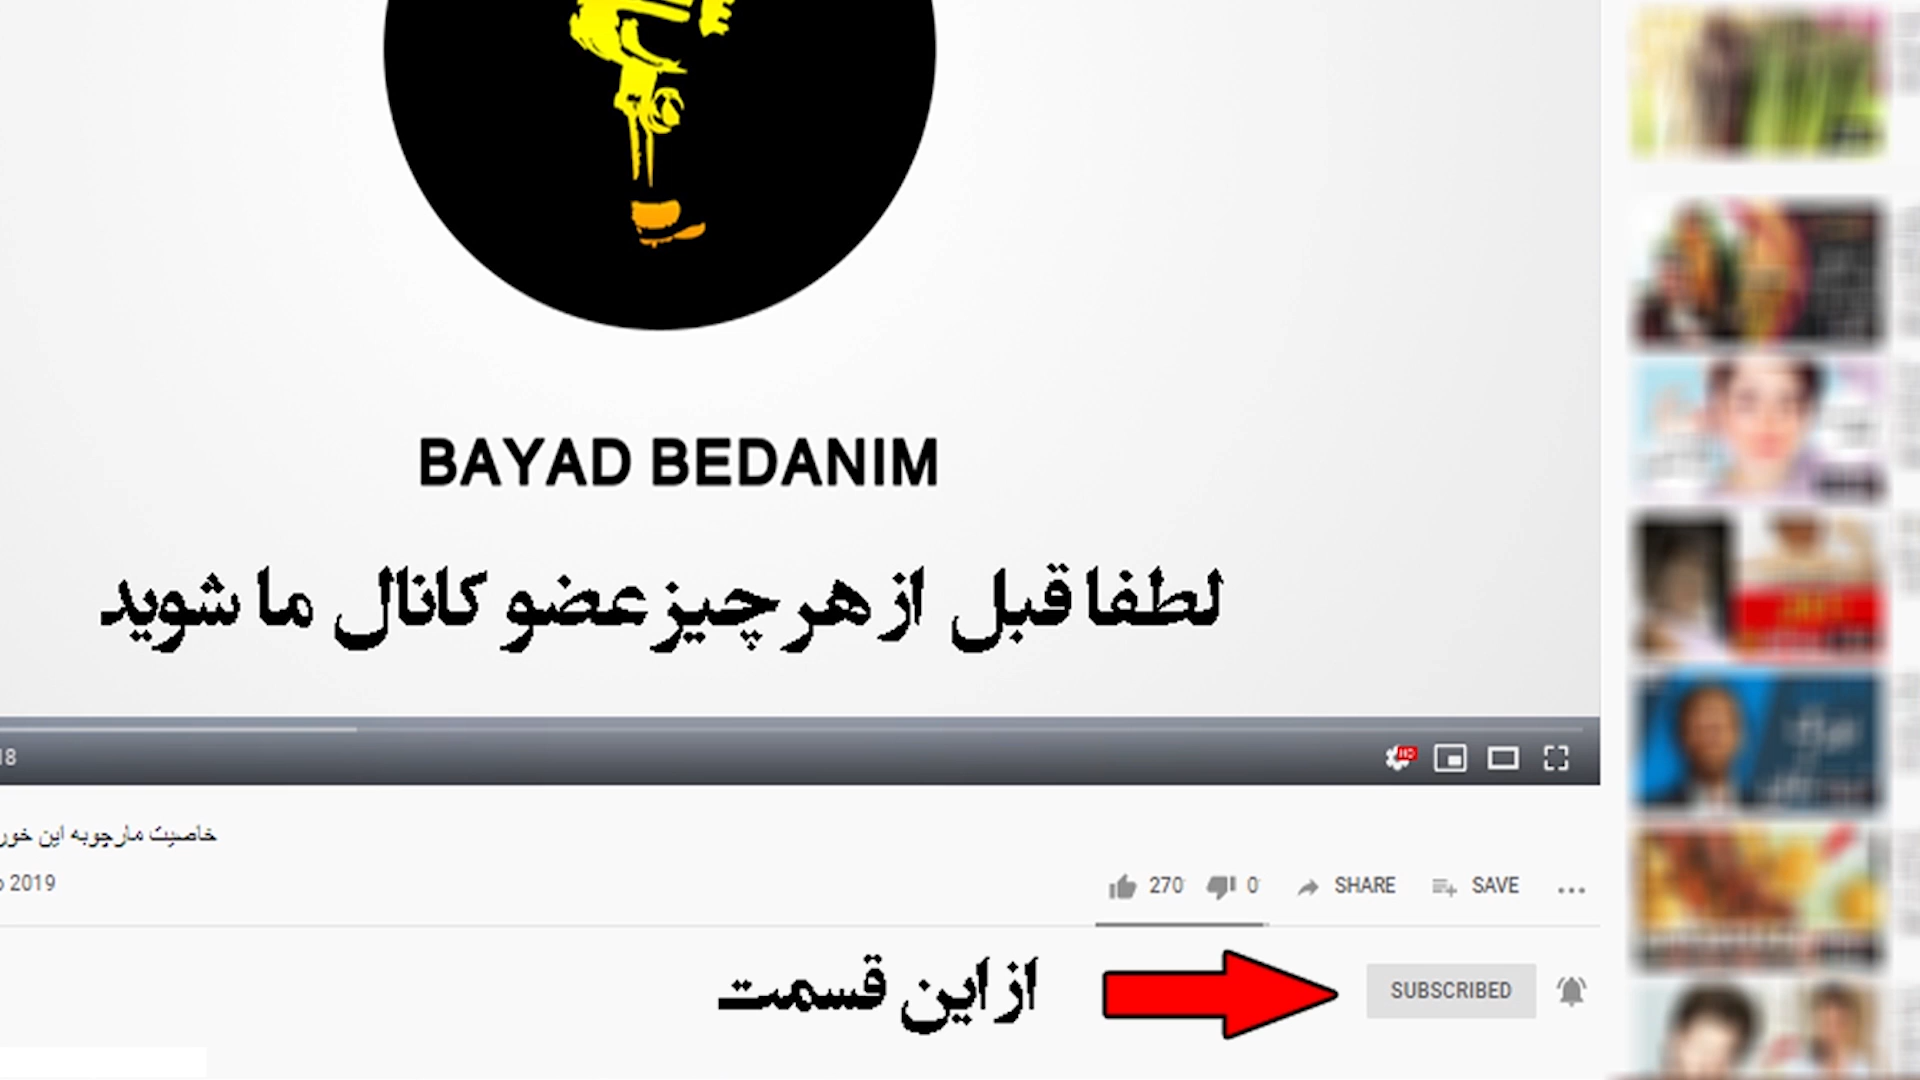 BAYAD BEDANIM
لطفا قبل از هر چیز عضو کانال ما شوید
18
HD
خاصیت مارچوبه این
2019
270 0 SHARE SAVE
از این قسمت
SUBSCRIBED